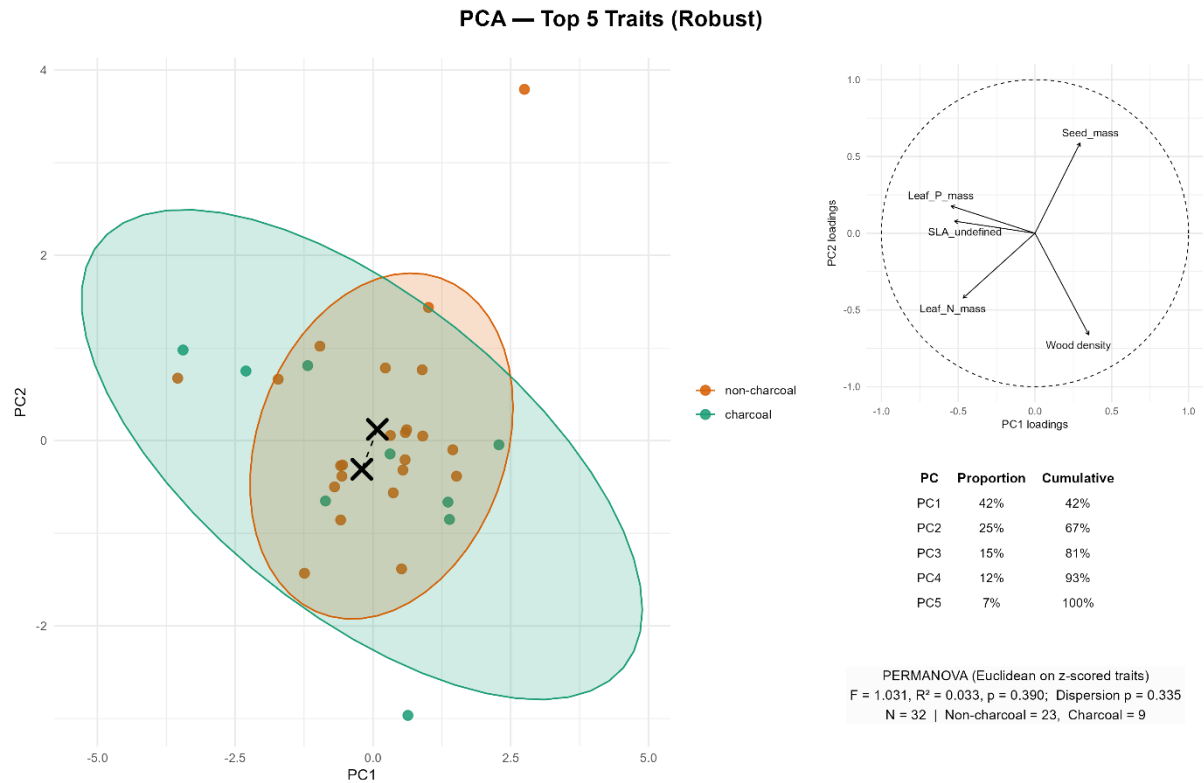 PCA — Top 5 Traits (Robust)
4
2
0
-2
PC2
-5.0
-2.5
0.0
2.5
5.0
PC1
non-charcoal
charcoal
1.0
0.5
0.0
-0.5
-1.0
PC2 loadings
Seed_mass
Leaf_P_mass
SLA_undefined
Leaf_N_mass
Wood density
-1.0
-0.5
0.0
0.5
1.0
PC1 loadings
PC Proportion Cumulative
PC1 42% 42%
PC2 25% 67%
PC3 15% 81%
PC4 12% 93%
PC5 7% 100%
PERMANOVA (Euclidean on z-scored traits)
F = 1.031, R² = 0.033, p = 0.390; Dispersion p = 0.335
N = 32 | Non-charcoal = 23, Charcoal = 9